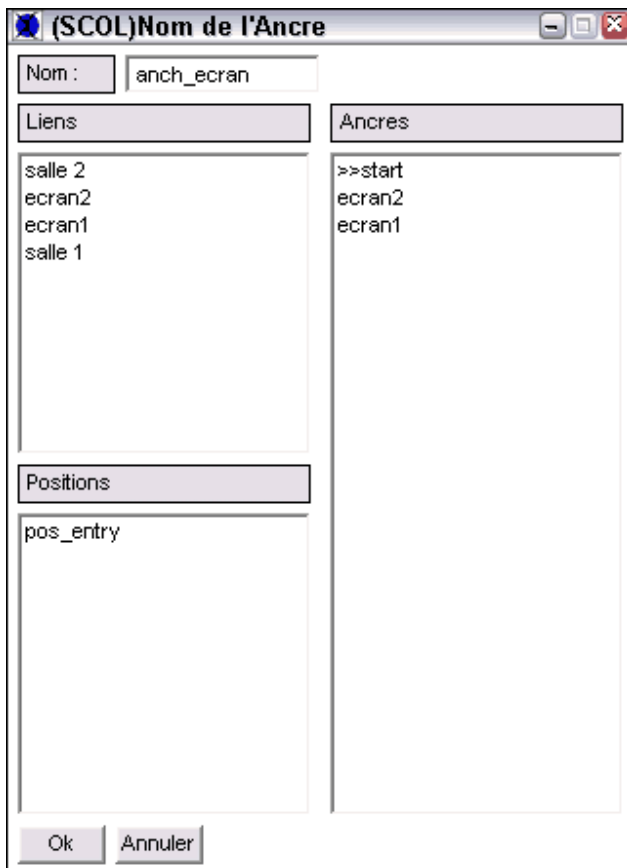 (SCOL)Nom de l'Ancre
Nom :
anch_ecran
Liens
salle 2
ecran2
ecran1
salle 1
Positions
pos_entry
Ancres
>>start
ecran2
ecran1
Ok
Annuler